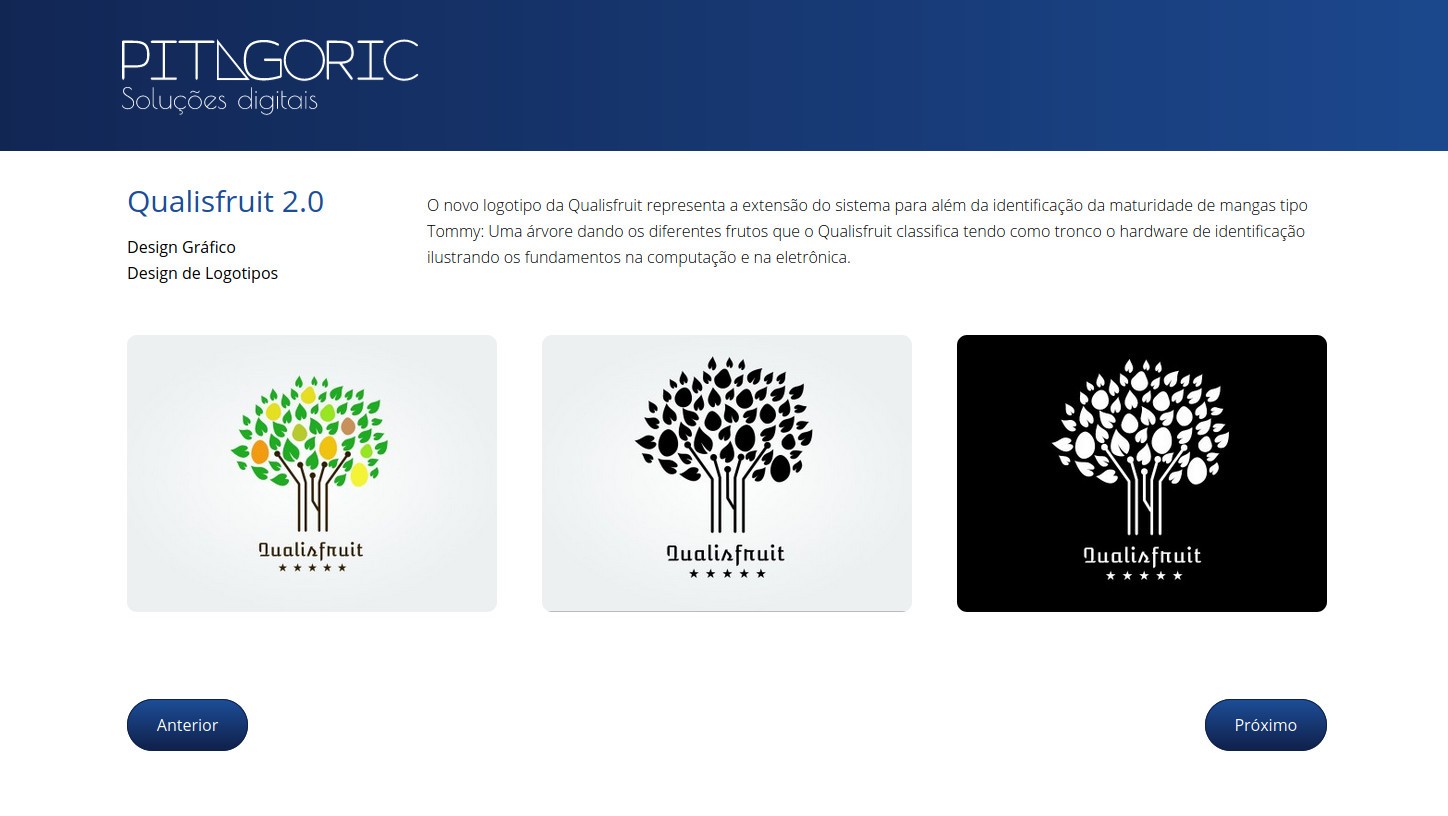 PITAGORIC
Soluções digitais
Qualisfruit 2.0
Design Gráfico
Design de Logotipos
O novo logotipo da Qualisfruit representa a extensão do sistema para além da identificação da maturidade de mangas tipo
Tommy: Uma árvore dando os diferentes frutos que o Qualisfruit classifica tendo como tronco o hardware de identificação
ilustrando os fundamentos na computação e na eletrônica.
Qualisfruit
Qualisfruit
Qualisfruit
Anterior
Próximo